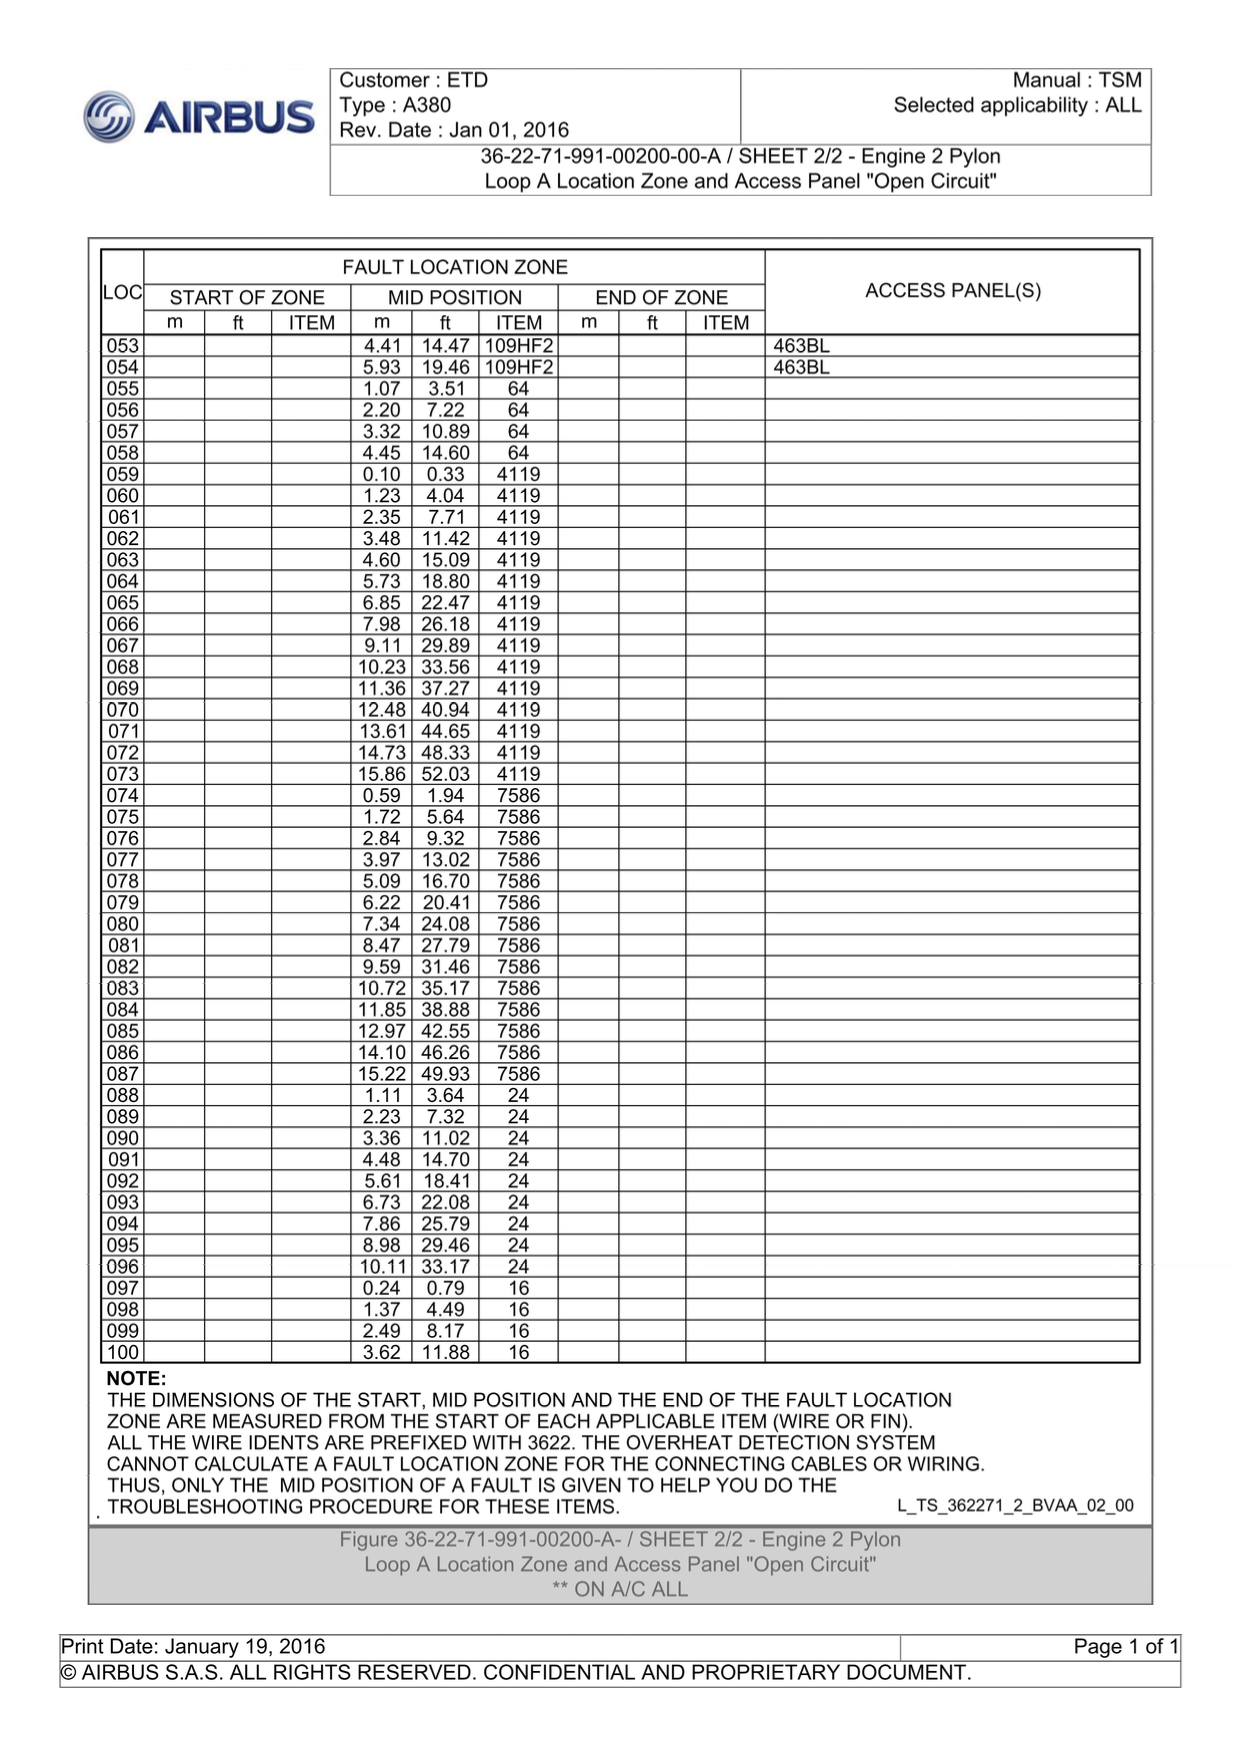 AIRBUS
Customer : ETD
Type : A380
Rev. Date : Jan 01, 2016
Manual : TSM
Selected applicability : ALL
36-22-71-991-00200-00-A / SHEET 2/2 - Engine 2 Pylon
Loop A Location Zone and Access Panel "Open Circuit"
LOC FAULT LOCATION ZONE ACCESS PANEL(S)
START OF ZONE MID POSITION END OF ZONE
m ft ITEM m ft ITEM m ft ITEM
053 4.41 14.47 109HF2 463BL
054 5.93 19.46 109HF2 463BL
055 1.07 3.51 64
056 2.20 7.22 64
057 3.32 10.89 64
058 4.45 14.60 64
059 0.10 0.33 4119
060 1.23 4.04 4119
061 2.35 7.71 4119
062 3.48 11.42 4119
063 4.60 15.09 4119
064 5.73 18.80 4119
065 6.85 22.47 4119
066 7.98 26.18 4119
067 9.11 29.89 4119
068 10.23 33.56 4119
069 11.36 37.27 4119
070 12.48 40.94 4119
071 13.61 44.65 4119
072 14.73 48.33 4119
073 15.86 52.03 4119
074 0.59 1.94 7586
075 1.72 5.64 7586
076 2.84 9.32 7586
077 3.97 13.02 7586
078 5.09 16.70 7586
079 6.22 20.41 7586
080 7.34 24.08 7586
081 8.47 27.79 7586
082 9.59 31.46 7586
083 10.72 35.17 7586
084 11.85 38.88 7586
085 12.97 42.55 7586
086 14.10 46.26 7586
087 15.22 49.93 7586
088 1.11 3.64 24
089 2.23 7.32 24
090 3.36 11.02 24
091 4.48 14.70 24
092 5.61 18.41 24
093 6.73 22.08 24
094 7.86 25.79 24
095 8.98 29.46 24
096 10.11 33.17 24
097 0.24 0.79 16
098 1.37 4.49 16
099 2.49 8.17 16
100 3.62 11.88 16
NOTE:
THE DIMENSIONS OF THE START, MID POSITION AND THE END OF THE FAULT LOCATION
ZONE ARE MEASURED FROM THE START OF EACH APPLICABLE ITEM (WIRE OR FIN).
ALL THE WIRE IDENTS ARE PREFIXED WITH 3622. THE OVERHEAT DETECTION SYSTEM
CANNOT CALCULATE A FAULT LOCATION ZONE FOR THE CONNECTING CABLES OR WIRING.
THUS, ONLY THE MID POSITION OF A FAULT IS GIVEN TO HELP YOU DO THE
TROUBLESHOOTING PROCEDURE FOR THESE ITEMS. L_TS_362271_2_BVAA_02_00
Figure 36-22-71-991-00200-A- / SHEET 2/2 - Engine 2 Pylon
Loop A Location Zone and Access Panel "Open Circuit"
** ON A/C ALL
Print Date: January 19, 2016 Page 1 of 1
© AIRBUS S.A.S. ALL RIGHTS RESERVED. CONFIDENTIAL AND PROPRIETARY DOCUMENT.